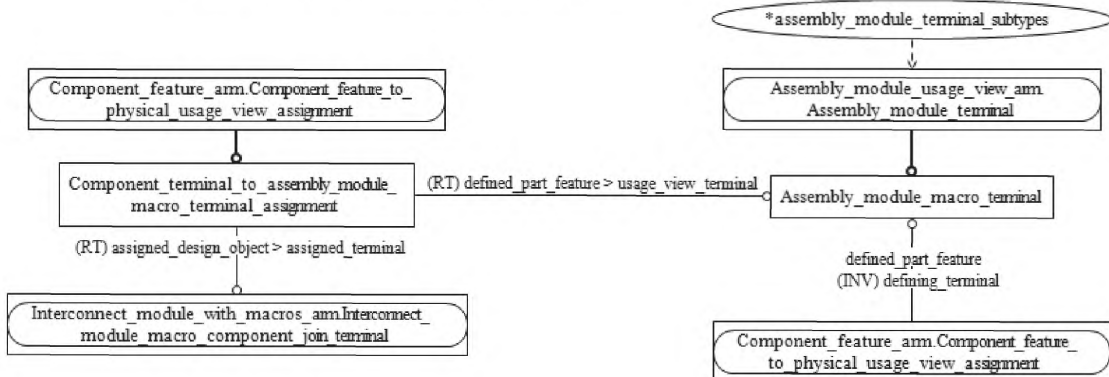 *assembly_module_terminal_subtypes
Component_feature_arm.Component_feature_to_
physical_usage_view_assignment
Assembly_module_usage_view_arm.
Assembly_module_terminal
Component_terminal_to_assembly_module_
macro_terminal_assignment
(RT) defined_part_feature > usage_view_terminal
Assembly_module_macro_terminal
(RT) assigned_design_object > assigned_terminal
defined_part_feature
(INV) defining_terminal
Interconnect_module_with_macros_arm.Interconnect_
module_macro_component_join_terminal
Component_feature_arm.Component_feature_
to_physical_usage_view_assignment